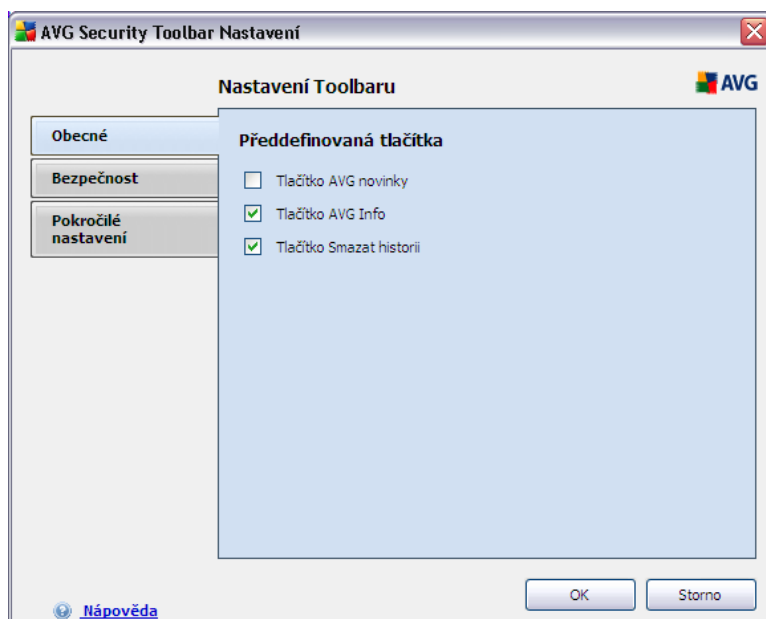 AVG Security Toolbar Nastavení
Nastavení Toolbaru
AVG
Obecné
Bezpečnost
Pokročilé
nastavení
Předdefinovaná tlačítka
Tlačítko AVG novinky
Tlačítko AVG Info
Tlačítko Smazat historii
OK
Storno
Nápověda